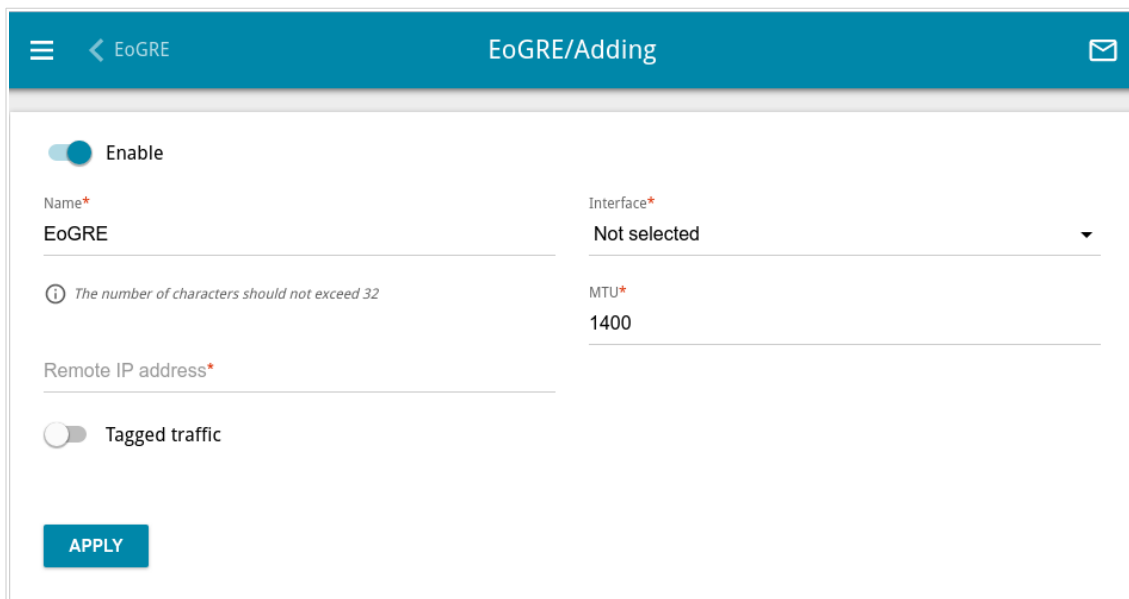 EoGRE
EoGRE/Adding
Enable
Name*
EoGRE
The number of characters should not exceed 32
Remote IP address*
Tagged traffic
Interface*
Not selected
MTU*
1400
APPLY